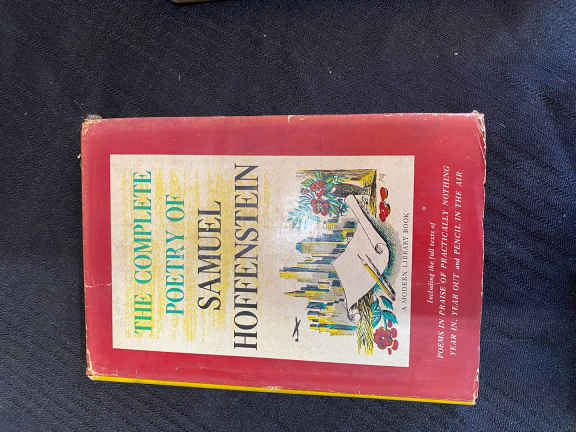 THE COMPLETE
POETRY OF
SAMUEL
HOFFENSTEIN
A MODERN LIBRARY BOOK
Including the full texts of
POEMS IN PRAISE OF PRACTICALLY NOTHING
YEAR IN, YEAR OUT and PENCIL IN THE AIR